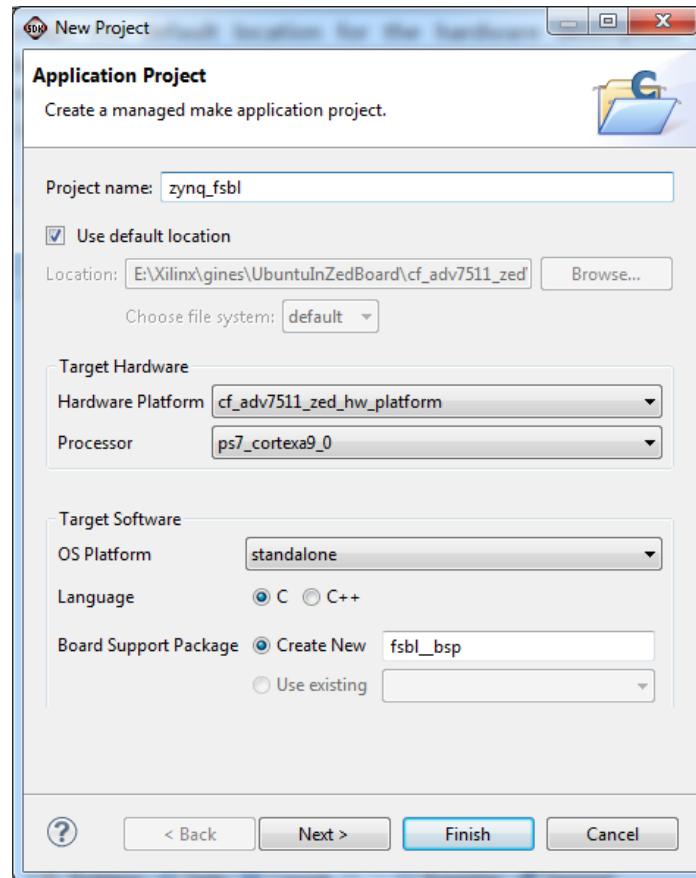 SDK New Project
Application Project
Create a managed make application project.
C
Project name: zynq_fsbl
Use default location
Location: E:\Xilinx\gines\UbuntuInZedBoard\cf_adv7511_zed\ Browse...
Choose file system: default
Target Hardware
Hardware Platform cf_adv7511_zed_hw_platform
Processor ps7_cortexa9_0
Target Software
OS Platform standalone
Language C C++
Board Support Package Create New fsbl__bsp
Use existing
? < Back Next > Finish Cancel